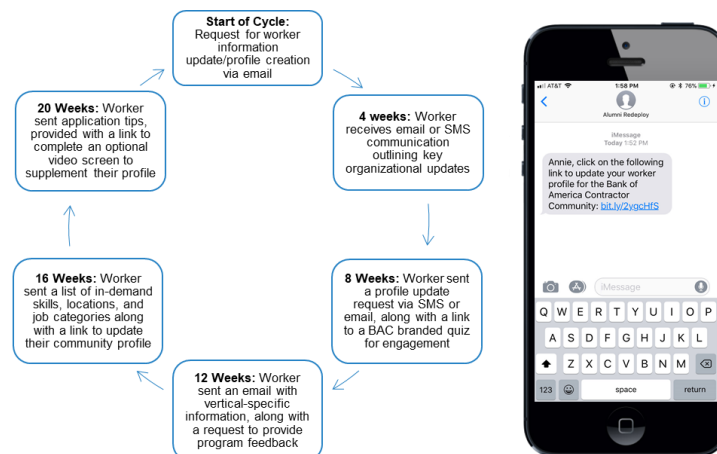 Start of Cycle:
Request for worker
information
update/profile creation
via email
4 weeks: Worker
receives email or SMS
communication
outlining key
organizational updates
8 Weeks: Worker sent
a profile update
request via SMS or
email, along with a link
to a BAC branded quiz
for engagement
12 Weeks: Worker
sent an email with
vertical-specific
information, along with
a request to provide
program feedback
16 Weeks: Worker
sent a list of in-demand
skills, locations, and
job categories along
with a link to update
their community profile
20 Weeks: Worker
sent application tips,
provided with a link to
complete an optional
video screen to
supplement their profile
AT&T 1:58 PM 76%
Alumni Redeploy
iMessage
Today 1:53 PM
Annie, click on the following
link to update your worker
profile for the Bank of
America Contractor
Community: bit.ly/2ygcHfS
iMessage
Q W E R T Y U I O P
A S D F G H J K L
Z X C V B N M
123 space return